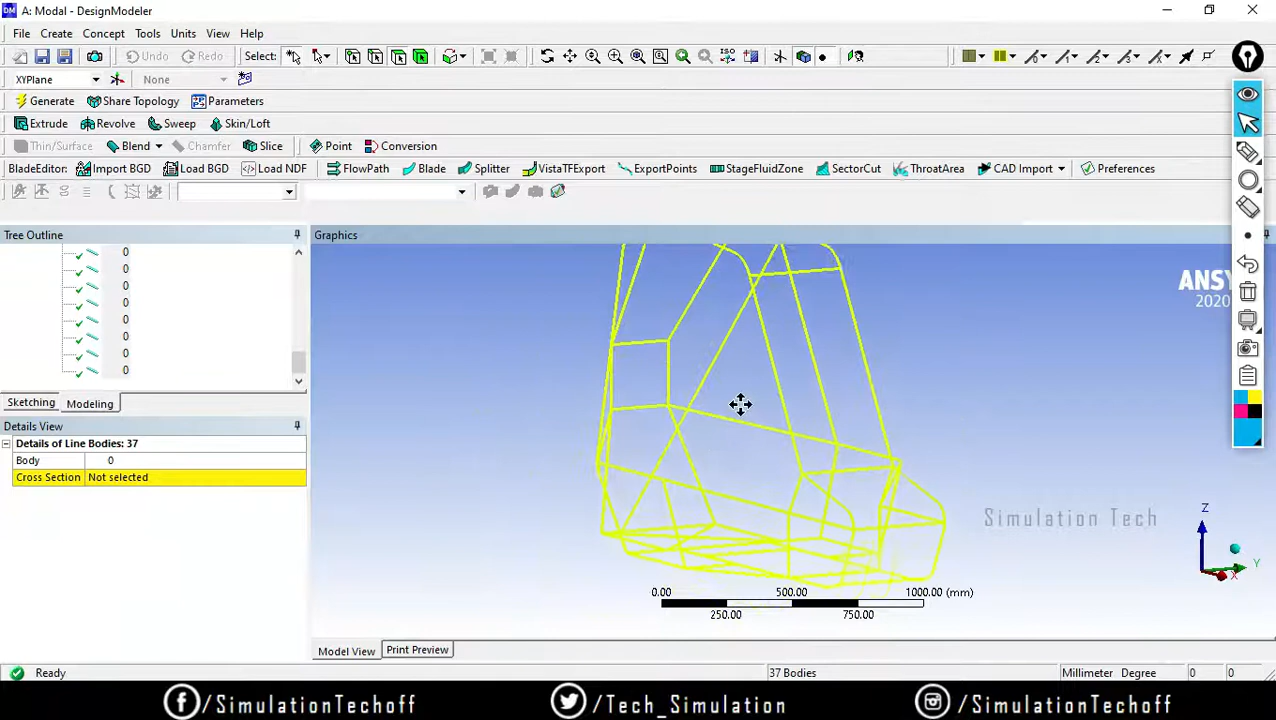 A: Modal - DesignModeler
File Create Concept Tools Units View Help
Undo Redo Select:
XYPlane None
Generate Share Topology Parameters
Extrude Revolve Sweep Skin/Loft
Thin/Surface Blend Chamfer Slice Point Conversion
BladeEditor: Import BGD Load BGD Load NDF FlowPath Blade Splitter VistaTFExport ExportPoints StageFluidZone SectorCut ThroatArea CAD Import Preferences
Tree Outline
Graphics
0
0
0
0
0
0
0
0
Sketching Modeling
Details View
Details of Line Bodies: 37
Body 0
Cross Section Not selected
2020
Simulation Tech
Z
Y
X
0.00 500.00 1000.00 (mm)
250.00 750.00
Model View Print Preview
Ready 37 Bodies Millimeter Degree 0 0
/SimulationTechoff /Tech_Simulation /SimulationTechoff